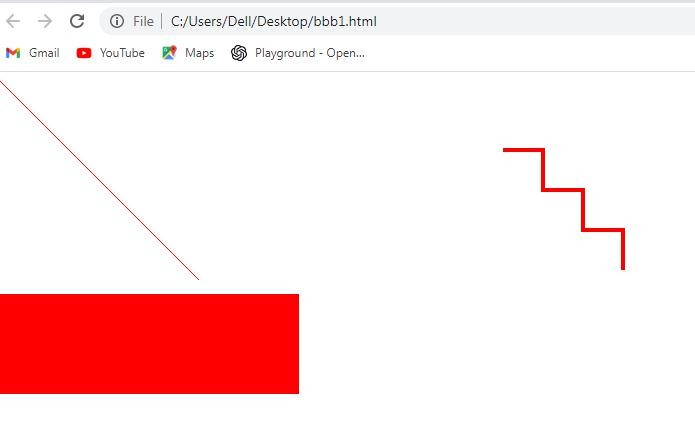 File C:/Users/Dell/Desktop/bbb1.html
Gmail YouTube Maps Playground - Open...